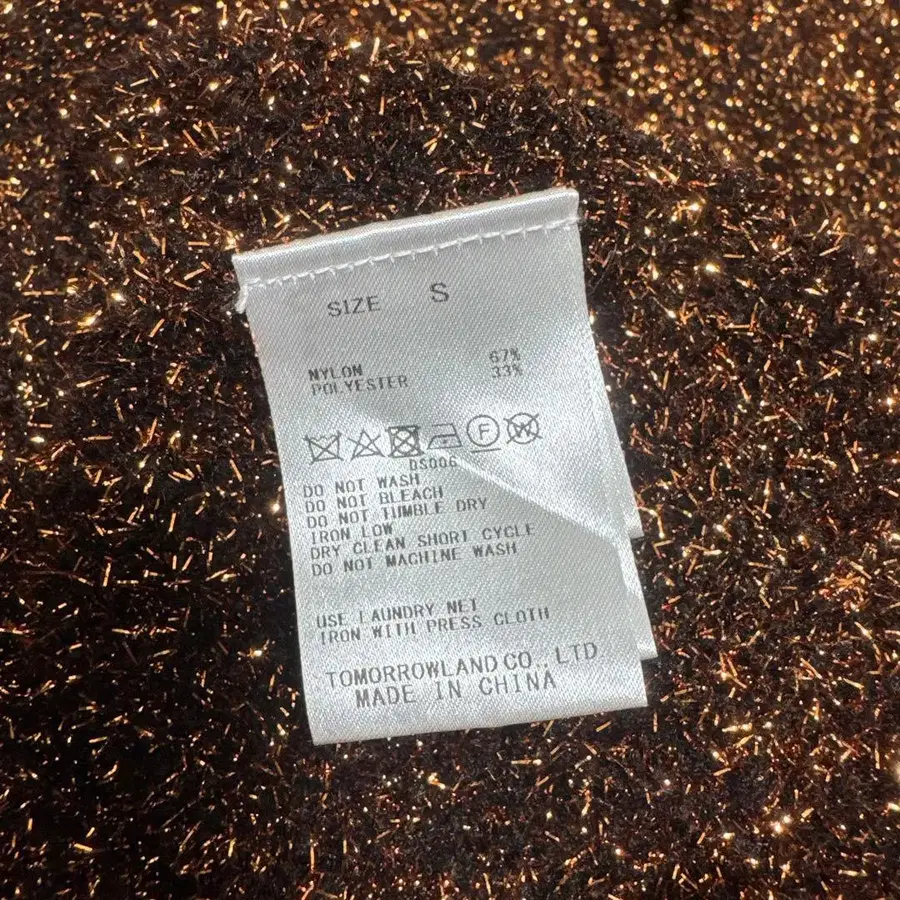 SIZE S
NYLON 67%
POLYESTER 33%
F W
DS006
DO NOT WASH
DO NOT BLEACH
DO NOT TUMBLE DRY
IRON LOW
DRY CLEAN SHORT CYCLE
DO NOT MACHINE WASH
USE LAUNDRY NET
IRON WITH PRESS CLOTH
TOMORROWLAND CO., LTD
MADE IN CHINA